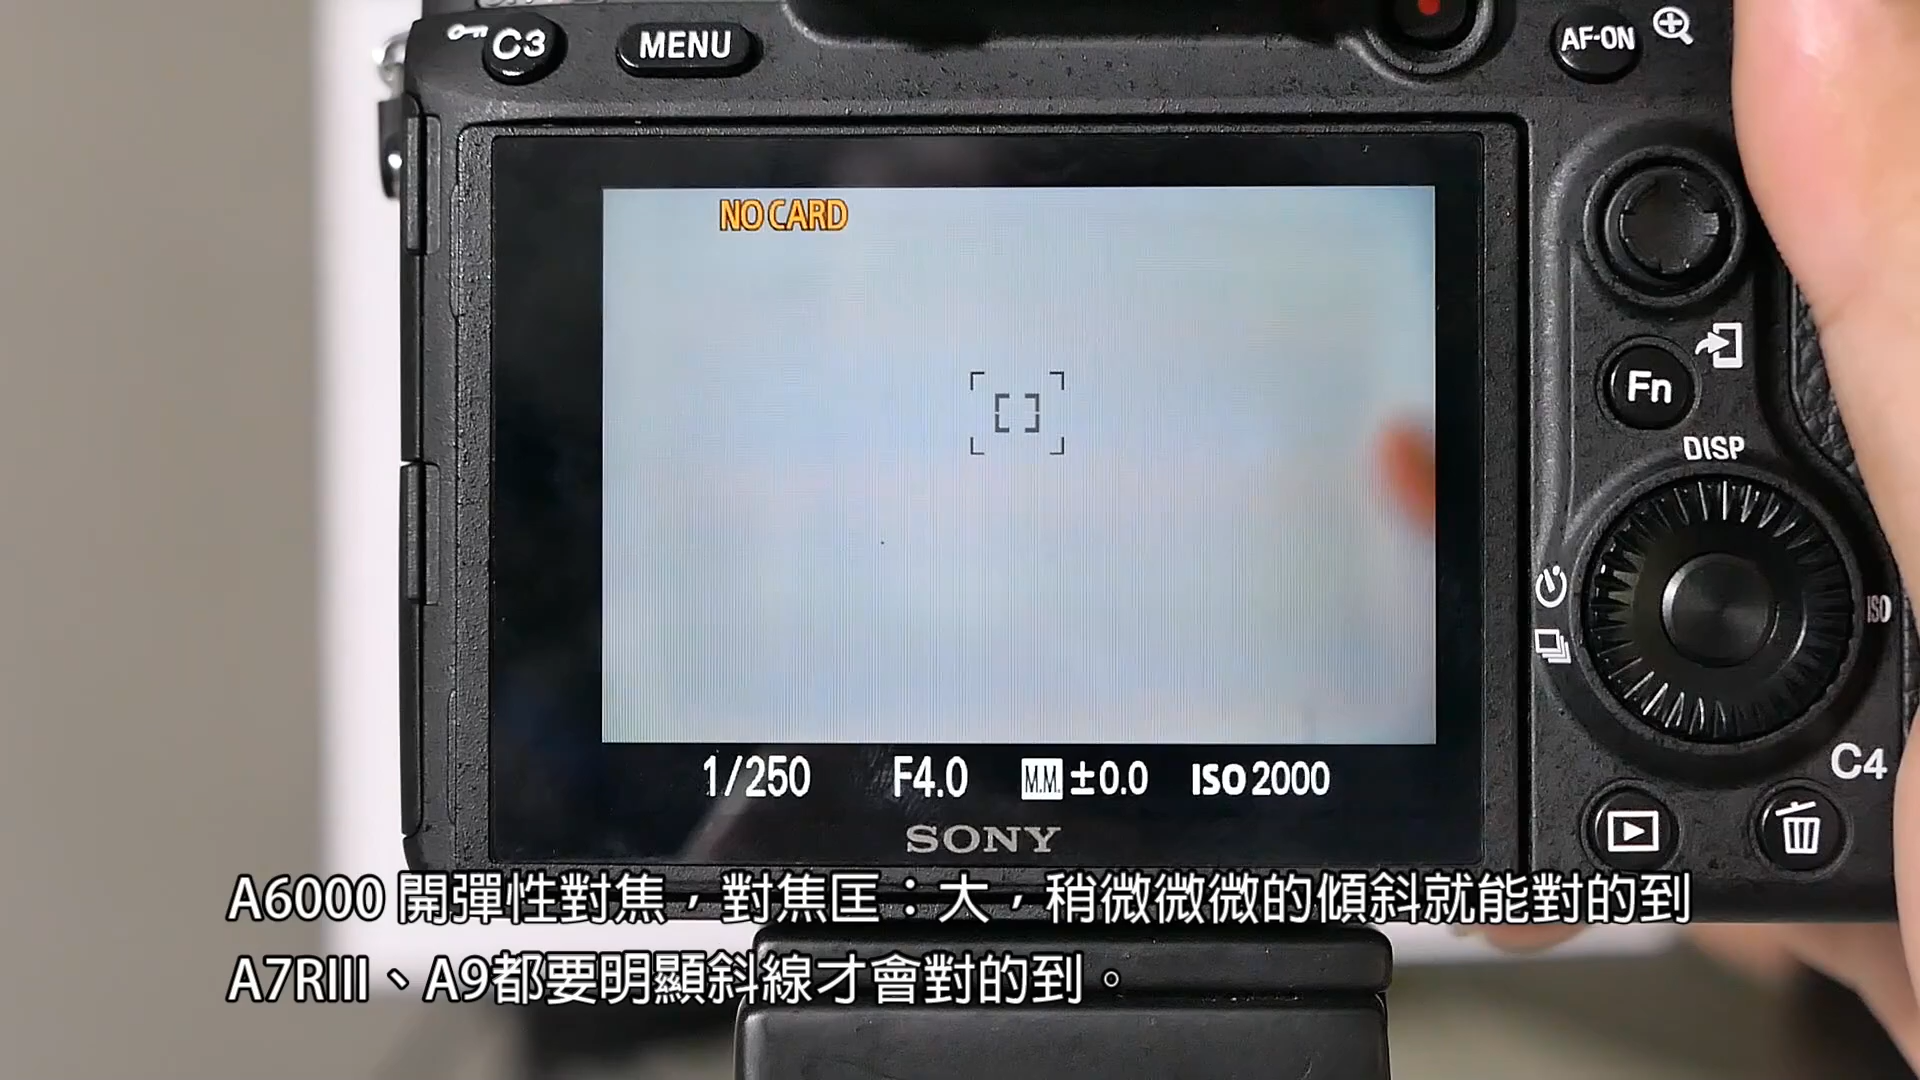 C3
MENU
AF-ON
NO CARD
Fn
DISP
ISO
1/250 F4.0 M.M. ±0.0 ISO 2000
C4
SONY
A6000 開彈性對焦，對焦匡：大，稍微微微的傾斜就能對的到
A7RIII、A9都要明顯斜線才會對的到。